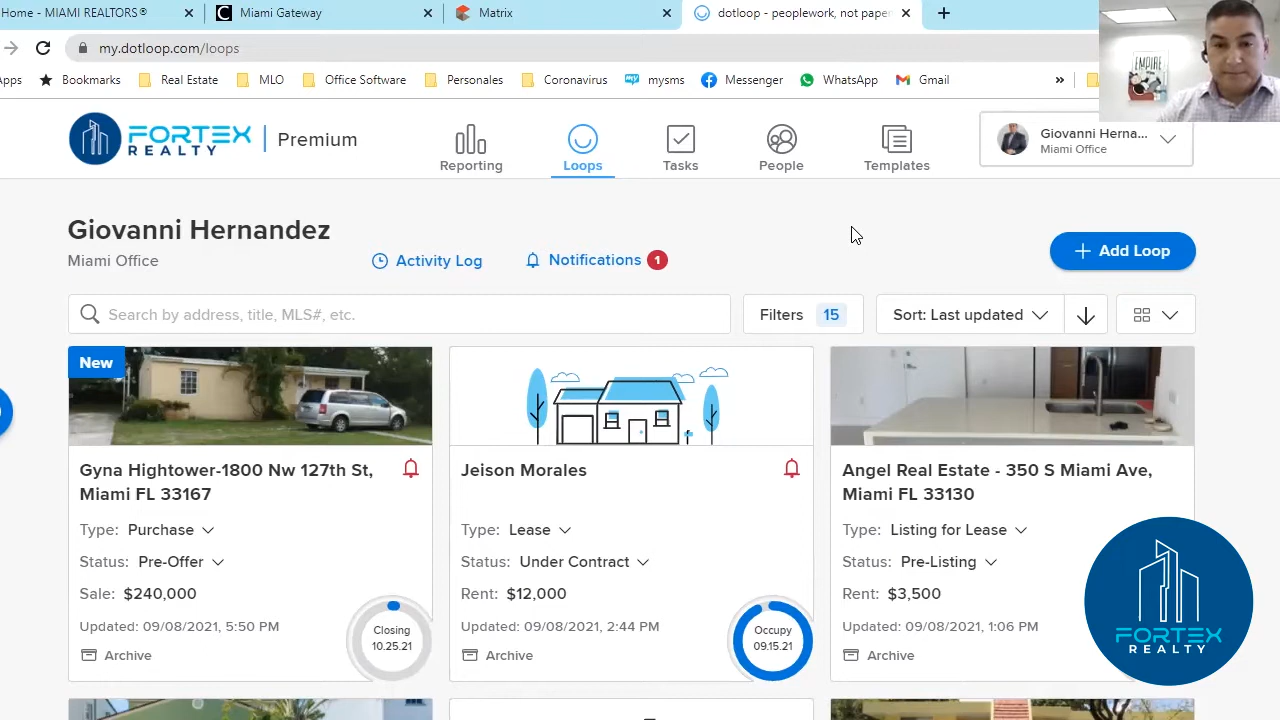 Home - MIAMI REALTORS®
Miami Gateway
Matrix
dotloop - peoplework, not paper
my.dotloop.com/loops
Apps
Bookmarks
Real Estate
MLO
Office Software
Personales
Coronavirus
mysms
Messenger
WhatsApp
Gmail
»
EMPIRE
FORTEX
REALTY
Premium
Reporting
Loops
Tasks
People
Templates
Giovanni Herna...
Miami Office
Giovanni Hernandez
Miami Office
Activity Log
Notifications 1
+ Add Loop
Search by address, title, MLS#, etc.
Filters 15
Sort: Last updated
New
Gyna Hightower-1800 Nw 127th St,
Miami FL 33167
Type: Purchase
Status: Pre-Offer
Sale: $240,000
Updated: 09/08/2021, 5:50 PM
Archive
Closing
10.25.21
Jeison Morales
Type: Lease
Status: Under Contract
Rent: $12,000
Updated: 09/08/2021, 2:44 PM
Archive
Occupy
09.15.21
Angel Real Estate - 350 S Miami Ave,
Miami FL 33130
Type: Listing for Lease
Status: Pre-Listing
Rent: $3,500
Updated: 09/08/2021, 1:06 PM
Archive
FORTEX
REALTY